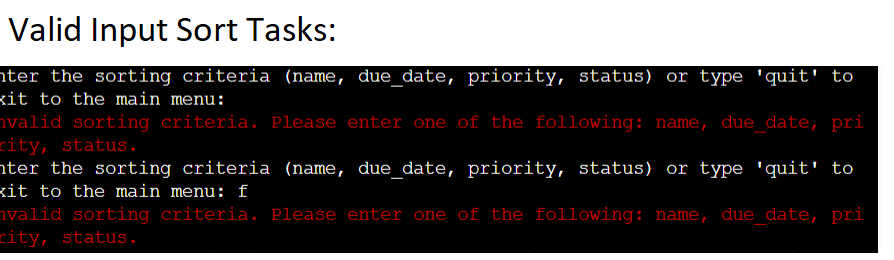 Valid Input Sort Tasks:
nter the sorting criteria (name, due_date, priority, status) or type 'quit' to
xit to the main menu:
nvalid sorting criteria. Please enter one of the following: name, due_date, pri
rity, status.
nter the sorting criteria (name, due_date, priority, status) or type 'quit' to
xit to the main menu: f
nvalid sorting criteria. Please enter one of the following: name, due_date, pri
rity, status.